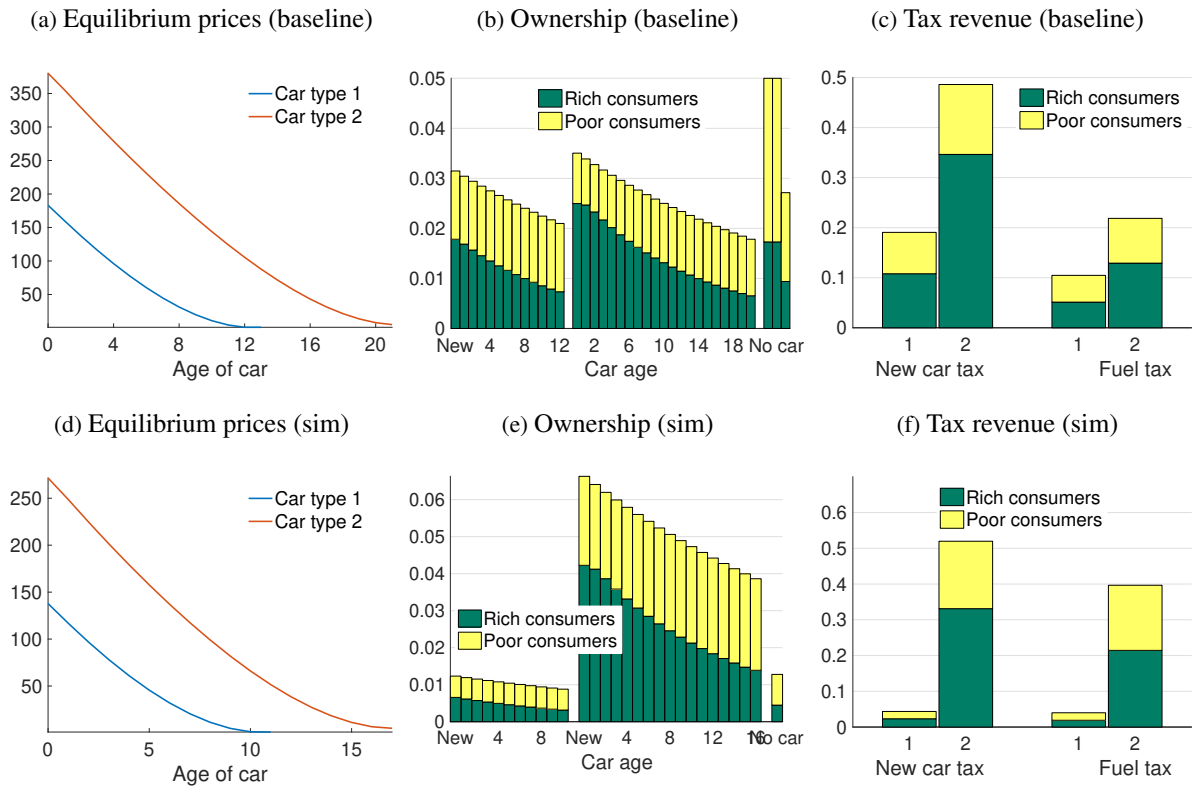 (a) Equilibrium prices (baseline)
(b) Ownership (baseline)
(c) Tax revenue (baseline)
350
300
250
200
150
100
50
Car type 1
Car type 2
0 4 8 12 16 20
Age of car
0.05
0.04
0.03
0.02
0.01
0
Rich consumers
Poor consumers
New 4 8 12 2 6 10 14 18 No car
Car age
0.5
0.4
0.3
0.2
0.1
0
Rich consumers
Poor consumers
1 2 1 2
New car tax Fuel tax
(d) Equilibrium prices (sim)
(e) Ownership (sim)
(f) Tax revenue (sim)
250
200
150
100
50
Car type 1
Car type 2
0 5 10 15
Age of car
0.06
0.05
0.04
0.03
0.02
0.01
0
Rich consumers
Poor consumers
New 4 8 New 4 8 12 16 No car
Car age
0.6
0.5
0.4
0.3
0.2
0.1
0
Rich consumers
Poor consumers
1 2 1 2
New car tax Fuel tax